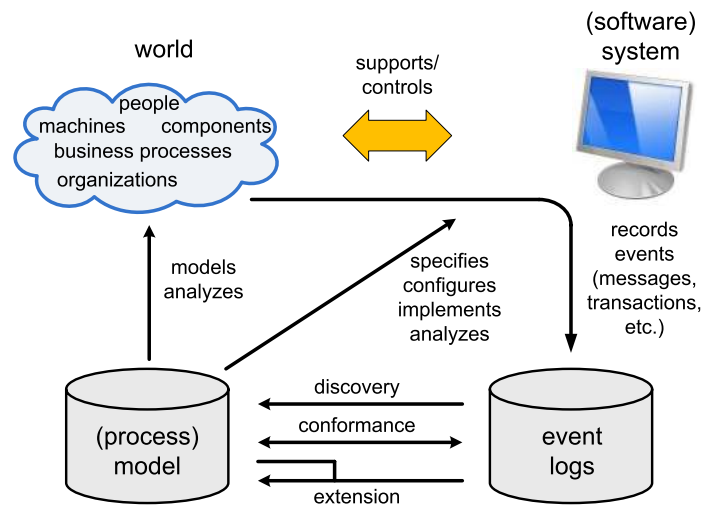 world
(software)
system
supports/
controls
people
machines components
business processes
organizations
models
analyzes
specifies
configures
implements
analyzes
records
events
(messages,
transactions,
etc.)
(process)
model
discovery
conformance
extension
event
logs